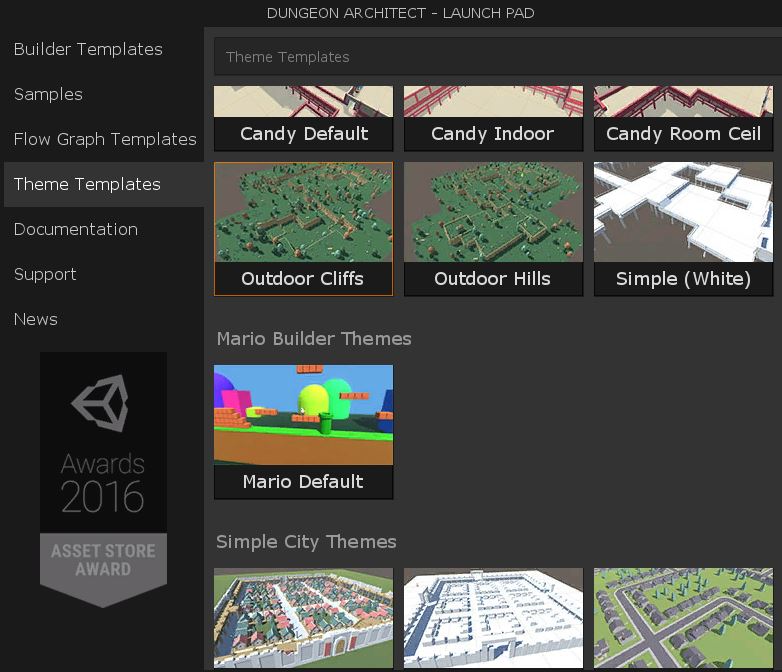 DUNGEON ARCHITECT - LAUNCH PAD
Builder Templates
Samples
Flow Graph Templates
Theme Templates
Documentation
Support
News
Awards
2016
ASSET STORE
AWARD
Theme Templates
Candy Default
Candy Indoor
Candy Room Ceil
Outdoor Cliffs
Outdoor Hills
Simple (White)
Mario Builder Themes
Mario Default
Simple City Themes